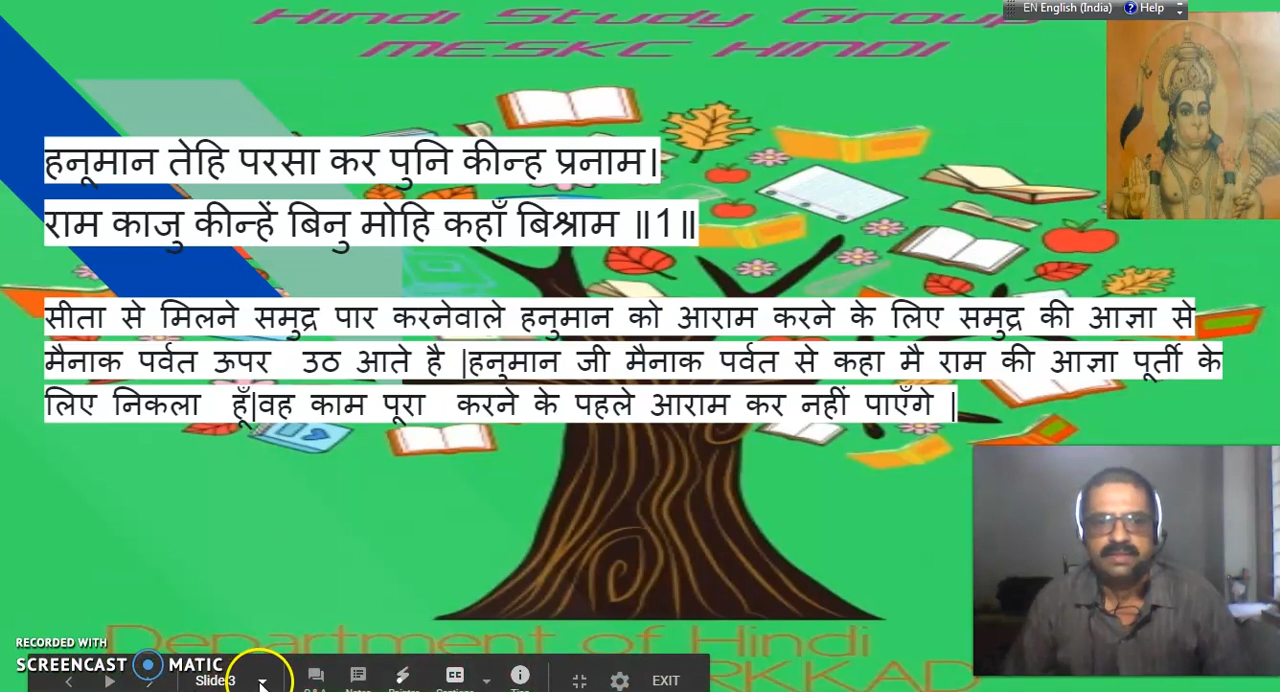 Hindi Study Group
EN English (India) Help
MESKC HINDI
हनूमान तेहि परसा कर पुनि कीन्ह प्रनाम।
राम काजु कीन्हें बिनु मोहि कहाँ बिश्राम ॥1॥
सीता से मिलने समुद्र पार करनेवाले हनुमान को आराम करने के लिए समुद्र की आज्ञा से
मैनाक पर्वत ऊपर उठ आते है |हनुमान जी मैनाक पर्वत से कहा मै राम की आज्ञा पूर्ती के
लिए निकला हूँ|वह काम पूरा करने के पहले आराम कर नहीं पाएँगे |
Department of Hindi
RECORDED WITH
SCREENCAST MATIC
Slide 3
EXIT